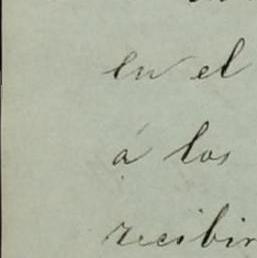 en el
á los
recibir